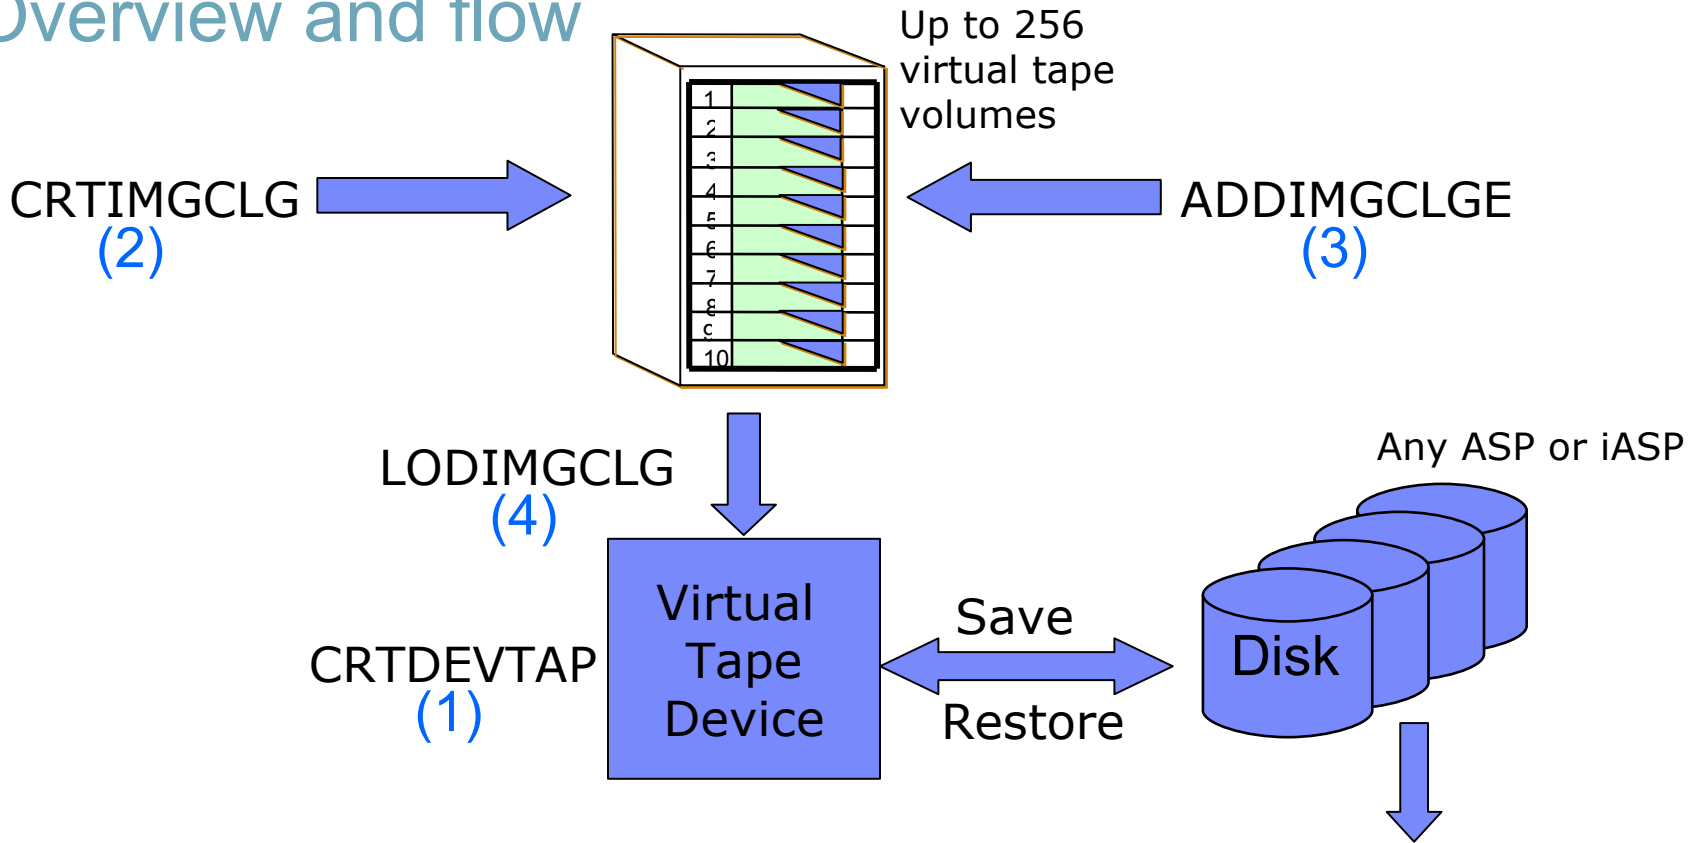 Overview and flow
Up to 256
virtual tape
volumes
1
2
3
4
5
6
7
8
9
10
CRTIMGCLG
(2)
ADDIMGCLGE
(3)
LODIMGCLG
(4)
Any ASP or iASP
Virtual
Tape
Device
CRTDEVTAP
(1)
Save
Restore
Disk